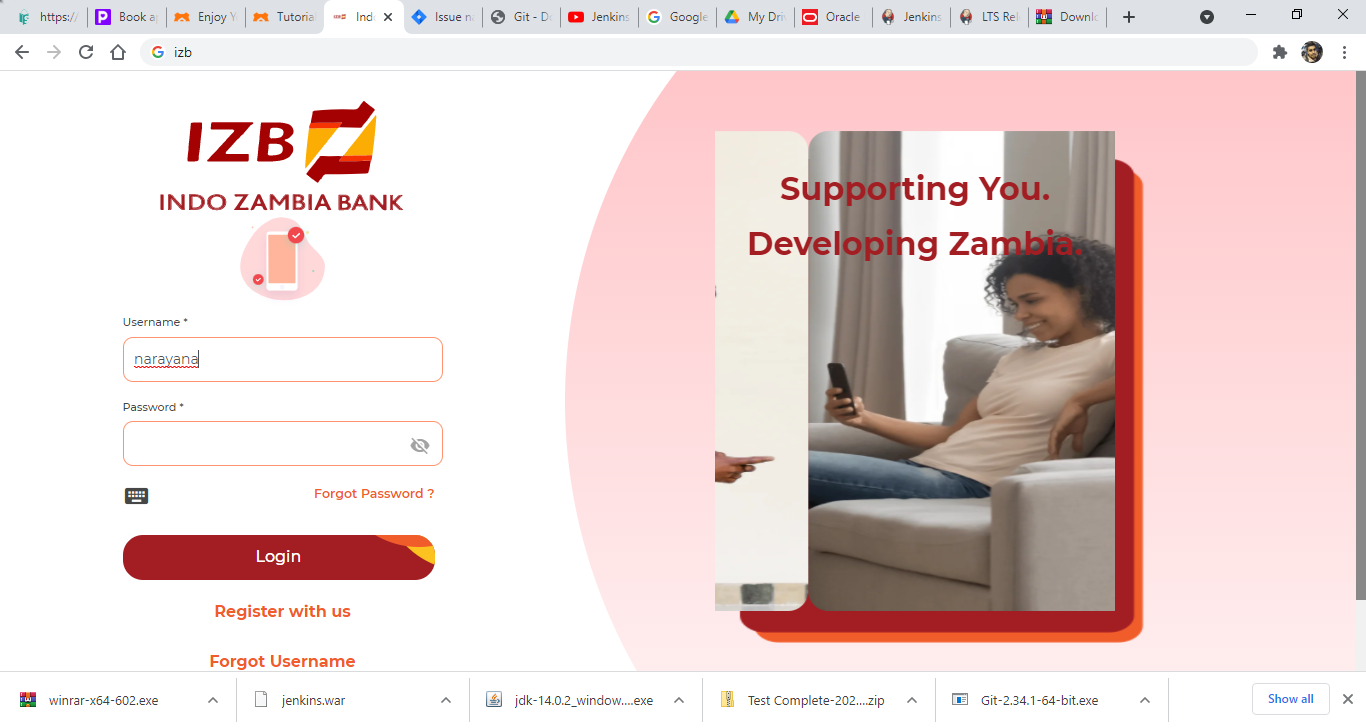 https:/
Book a
Enjoy Y
Tutoria
Ind
Issue n
Git - D
Jenkins
Google
My Dri
Oracle
Jenkins
LTS Rel
Downlo
izb
IZB
INDO ZAMBIA BANK
Username *
narayana
Password *
Forgot Password ?
Login
Register with us
Forgot Username
Supporting You.
Developing Zambia.
winrar-x64-602.exe
jenkins.war
jdk-14.0.2_window....exe
Test Complete-202....zip
Git-2.34.1-64-bit.exe
Show all